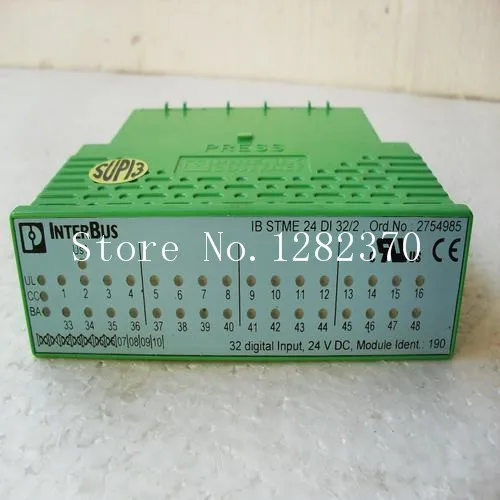 PRESS
SUPI3
INTERBUS
IB STME 24 DI 32/2 , Ord.No.: 2754985
US
Store No.: 1282370
UL
CC 1 2 3 4 5 6 7 8 9 10 11 12 13 14 15 16
BA 33 34 35 36 37 38 39 40 41 42 43 44 45 46 47 48
07|08|09|10|
32 digital Input, 24 V DC, Module Ident.: 190